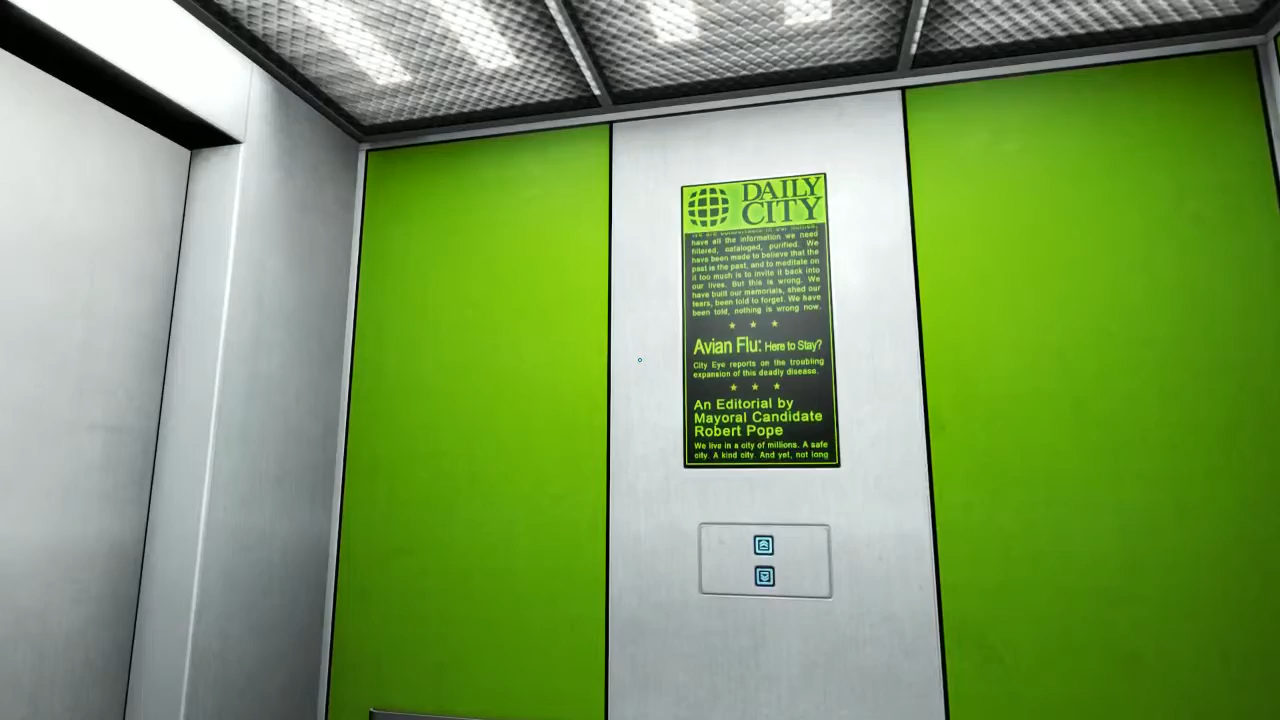 DAILY
CITY
have all the information we need
filtered, cataloged, purified. We
have been made to believe that the
past is the past, and to meditate on
it too much is to invite it back into
our lives. But this is wrong. We
have built our memorials, shed our
tears, been told to forget. We have
been told, nothing is wrong now.
Avian Flu: Here to Stay?
City Eye reports on the troubling
expansion of this deadly disease.
An Editorial by
Mayoral Candidate
Robert Pope
We live in a city of millions. A safe
city. A kind city. And yet, not long